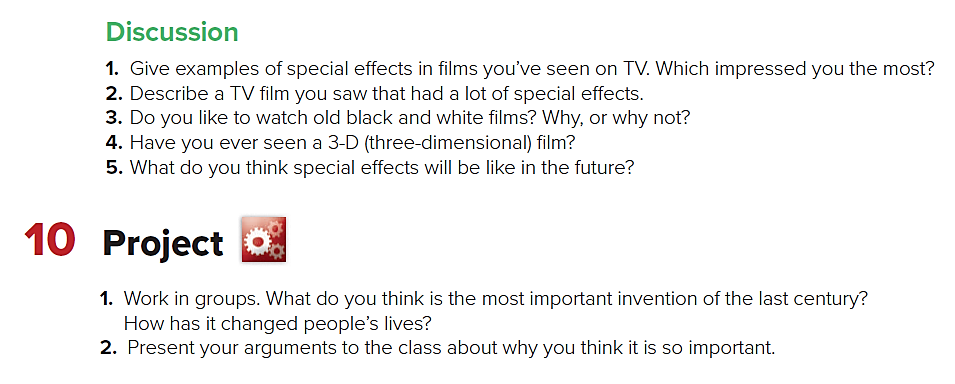 Discussion
1. Give examples of special effects in films you've seen on TV. Which impressed you the most?
2. Describe a TV film you saw that had a lot of special effects.
3. Do you like to watch old black and white films? Why, or why not?
4. Have you ever seen a 3-D (three-dimensional) film?
5. What do you think special effects will be like in the future?
10 Project
1. Work in groups. What do you think is the most important invention of the last century?
How has it changed people's lives?
2. Present your arguments to the class about why you think it is so important.